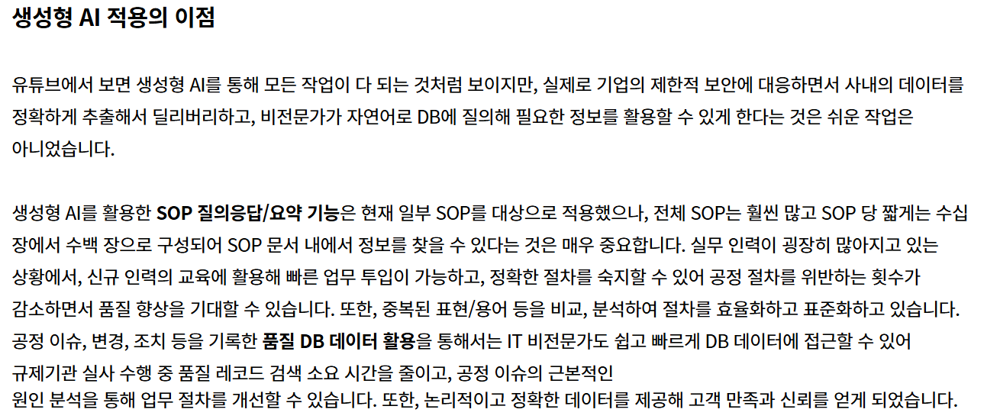 생성형 AI 적용의 이점
유튜브에서 보면 생성형 AI를 통해 모든 작업이 다 되는 것처럼 보이지만, 실제로 기업의 제한적 보안에 대응하면서 사내의 데이터를
정확하게 추출해서 딜리버리하고, 비전문가가 자연어로 DB에 질의해 필요한 정보를 활용할 수 있게 한다는 것은 쉬운 작업은
아니었습니다.
생성형 AI를 활용한 SOP 질의응답/요약 기능은 현재 일부 SOP를 대상으로 적용했으나, 전체 SOP는 훨씬 많고 SOP 당 짧게는 수십
장에서 수백 장으로 구성되어 SOP 문서 내에서 정보를 찾을 수 있다는 것은 매우 중요합니다. 실무 인력이 굉장히 많아지고 있는
상황에서, 신규 인력의 교육에 활용해 빠른 업무 투입이 가능하고, 정확한 절차를 숙지할 수 있어 공정 절차를 위반하는 횟수가
감소하면서 품질 향상을 기대할 수 있습니다. 또한, 중복된 표현/용어 등을 비교, 분석하여 절차를 효율화하고 표준화하고 있습니다.
공정 이슈, 변경, 조치 등을 기록한 품질 DB 데이터 활용을 통해서는 IT 비전문가도 쉽고 빠르게 DB 데이터에 접근할 수 있어
규제기관 실사 수행 중 품질 레코드 검색 소요 시간을 줄이고, 공정 이슈의 근본적인
원인 분석을 통해 업무 절차를 개선할 수 있습니다. 또한, 논리적이고 정확한 데이터를 제공해 고객 만족과 신뢰를 얻게 되었습니다.